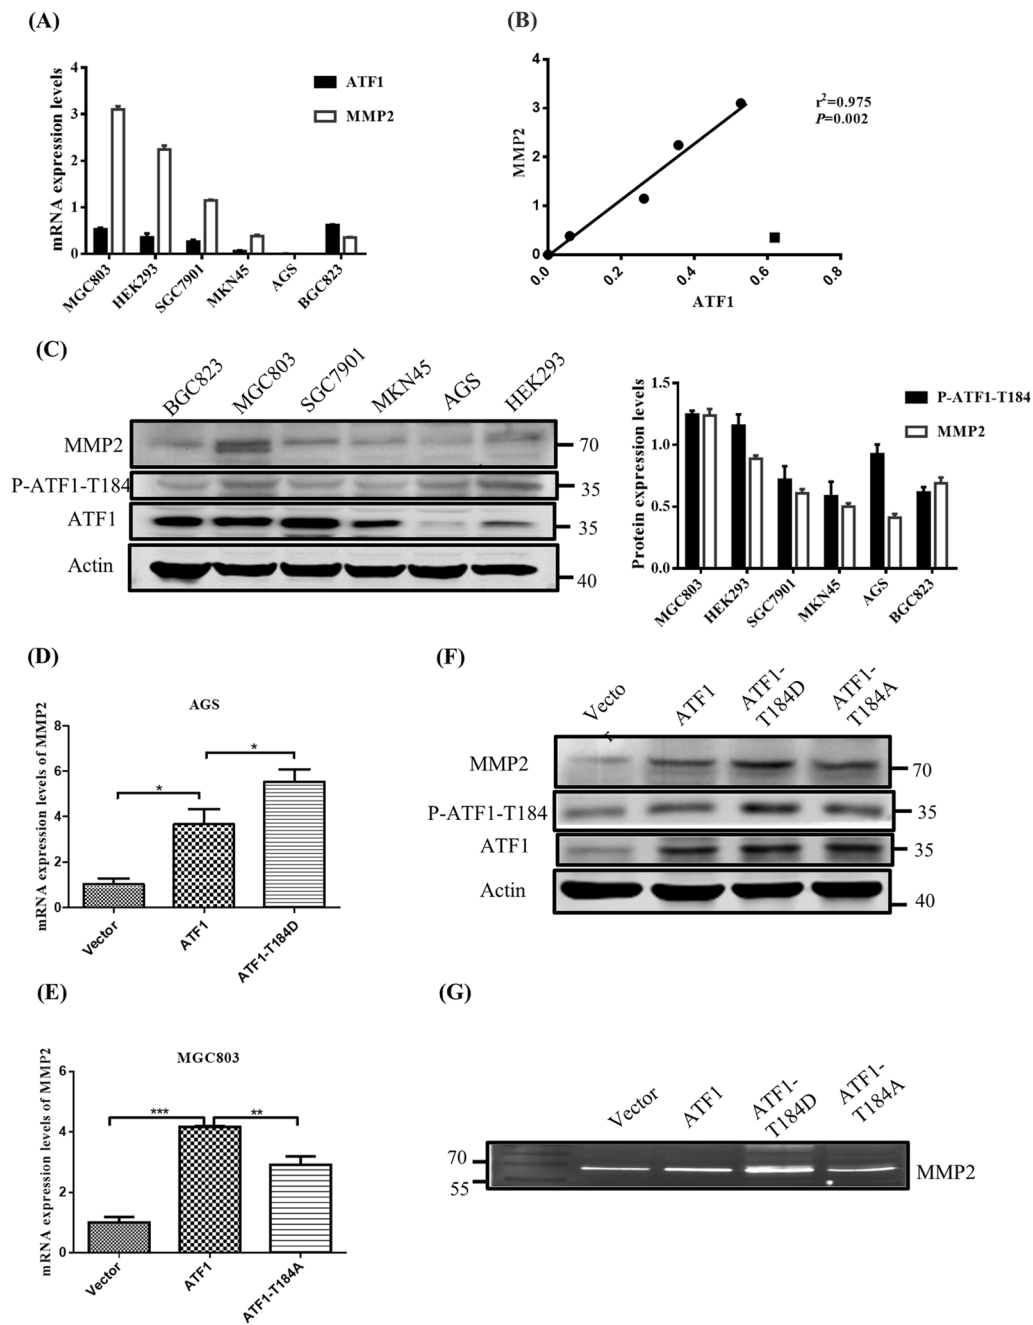 (A)
mRNA expression levels
4
3
2
1
0
ATF1
MMP2
MGC803
HEK293
SGC7901
MKN45
AGS
BGC823
(B)
MMP2
4
3
2
1
0
r²=0.975
P=0.002
0.0
0.2
0.4
0.6
0.8
ATF1
(C)
BGC823
MGC803
SGC7901
MKN45
AGS
HEK293
MMP2
70
P-ATF1-T184
35
ATF1
35
Actin
40
Protein expression levels
1.5
1.0
0.5
0.0
P-ATF1-T184
MMP2
MGC803
HEK293
SGC7901
MKN45
AGS
BGC823
(D)
AGS
mRNA expression levels of MMP2
8
6
4
2
0
*
*
Vector
ATF1
ATF1-T184D
(E)
MGC803
mRNA expression levels of MMP2
6
4
2
0
***
**
Vector
ATF1
ATF1-T184A
(F)
Vecto
r
ATF1
ATF1-
T184D
ATF1-
T184A
MMP2
70
P-ATF1-T184
35
ATF1
35
Actin
40
(G)
Vector
ATF1
ATF1-
T184D
ATF1-
T184A
70
55
MMP2